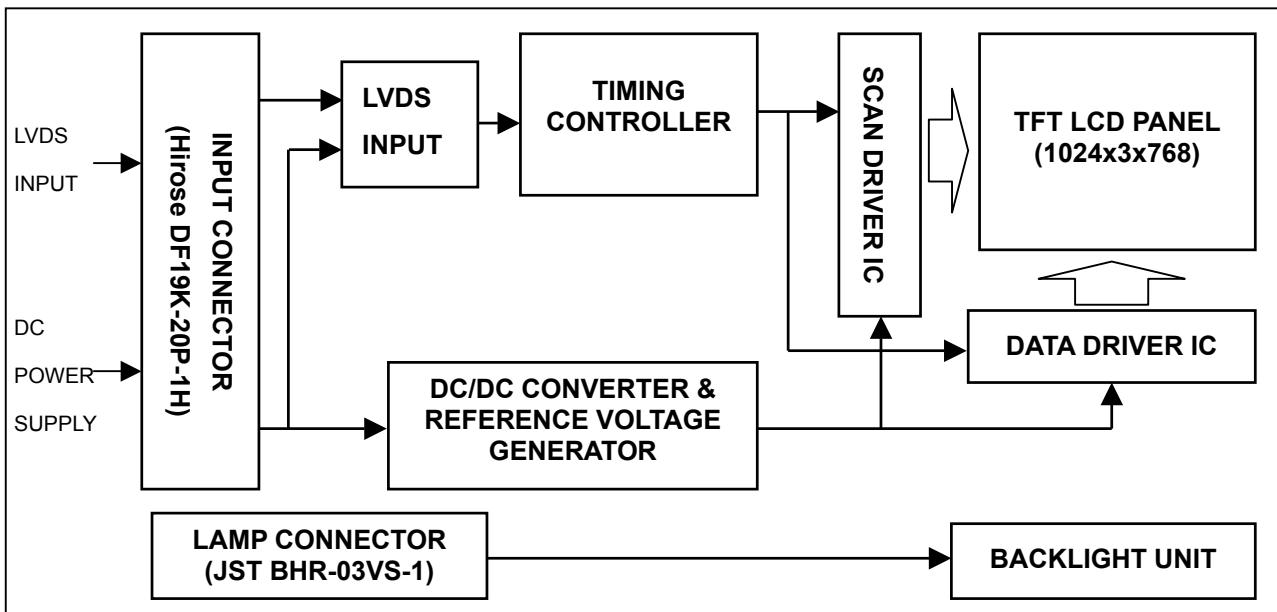 LVDS
INPUT
DC
POWER
SUPPLY
INPUT CONNECTOR
(Hirose DF19K-20P-1H)
LVDS
INPUT
TIMING
CONTROLLER
SCAN DRIVER IC
TFT LCD PANEL
(1024x3x768)
DATA DRIVER IC
DC/DC CONVERTER &
REFERENCE VOLTAGE
GENERATOR
LAMP CONNECTOR
(JST BHR-03VS-1)
BACKLIGHT UNIT